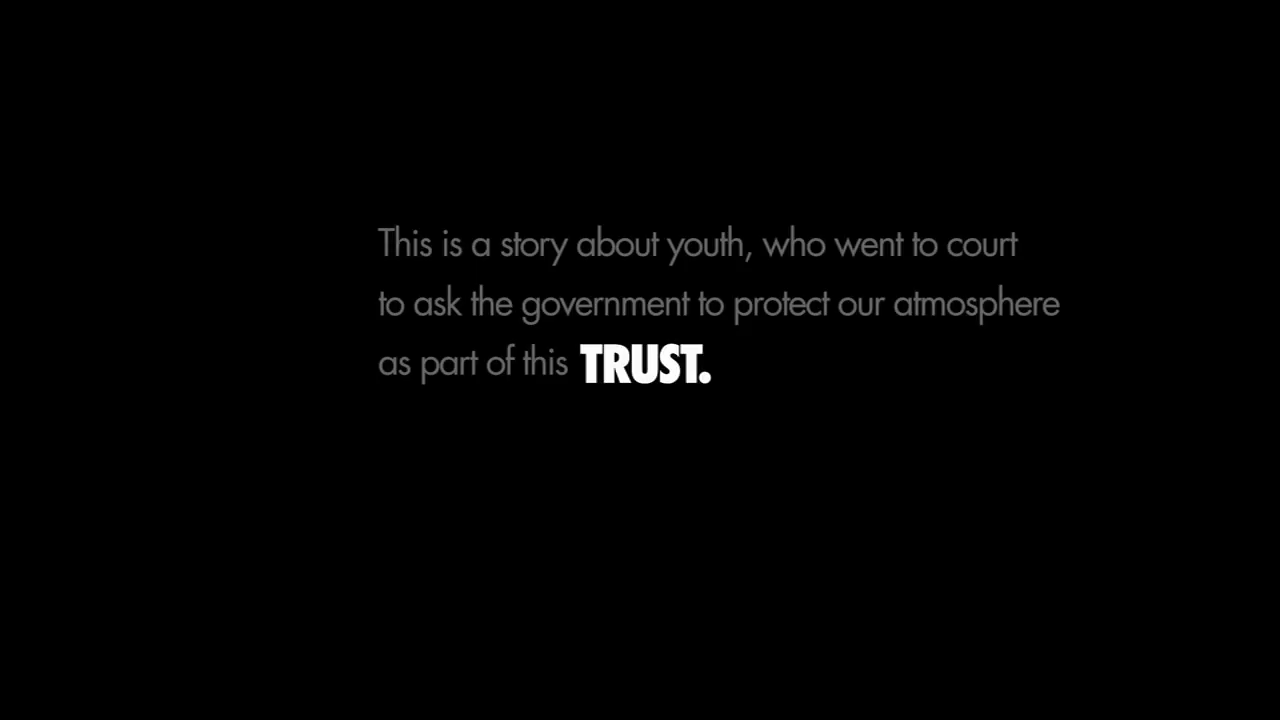 This is a story about youth, who went to court
to ask the government to protect our atmosphere
as part of this TRUST.